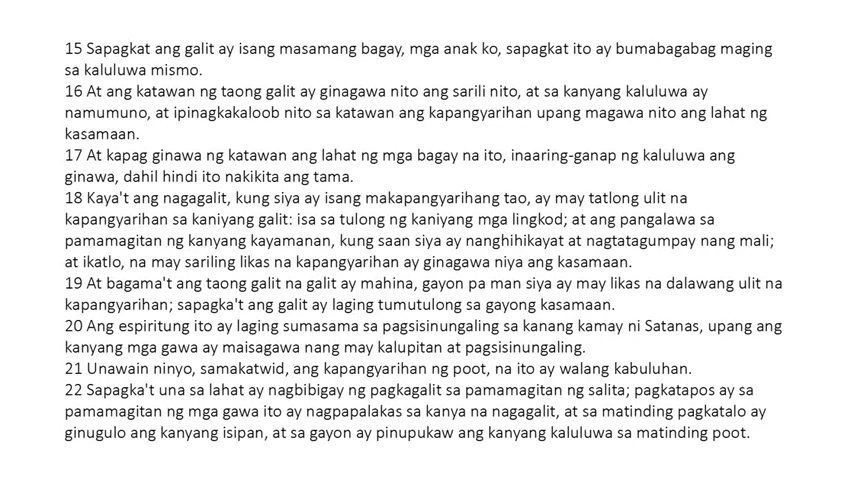 15 Sapagkat ang galit ay isang masamang bagay, mga anak ko, sapagkat ito ay bumabagabag maging
sa kaluluwa mismo.
16 At ang katawan ng taong galit ay ginagawa nito ang sarili nito, at sa kanyang kaluluwa ay
namumuno, at ipinagkakaloob nito sa katawan ang kapangyarihan upang magawa nito ang lahat ng
kasamaan.
17 At kapag ginawa ng katawan ang lahat ng mga bagay na ito, inaaring-ganap ng kaluluwa ang
ginawa, dahil hindi ito nakikita ang tama.
18 Kaya't ang nagagalit, kung siya ay isang makapangyarihang tao, ay may tatlong ulit na
kapangyarihan sa kaniyang galit: isa sa tulong ng kaniyang mga lingkod; at ang pangalawa sa
pamamagitan ng kanyang kayamanan, kung saan siya ay nanghihikayat at nagtatagumpay nang mali;
at ikatlo, na may sariling likas na kapangyarihan ay ginagawa niya ang kasamaan.
19 At bagama't ang taong galit na galit ay mahina, gayon pa man siya ay may likas na dalawang ulit na
kapangyarihan; sapagka't ang galit ay laging tumutulong sa gayong kasamaan.
20 Ang espiritung ito ay laging sumasama sa pagsisinungaling sa kanang kamay ni Satanas, upang ang
kanyang mga gawa ay maisagawa nang may kalupitan at pagsisinungaling.
21 Unawain ninyo, samakatwid, ang kapangyarihan ng poot, na ito ay walang kabuluhan.
22 Sapagka't una sa lahat ay nagbibigay ng pagkagalit sa pamamagitan ng salita; pagkatapos ay sa
pamamagitan ng mga gawa ito ay nagpapalakas sa kanya na nagagalit, at sa matinding pagkatalo ay
ginugulo ang kanyang isipan, at sa gayon ay pinupukaw ang kanyang kaluluwa sa matinding poot.